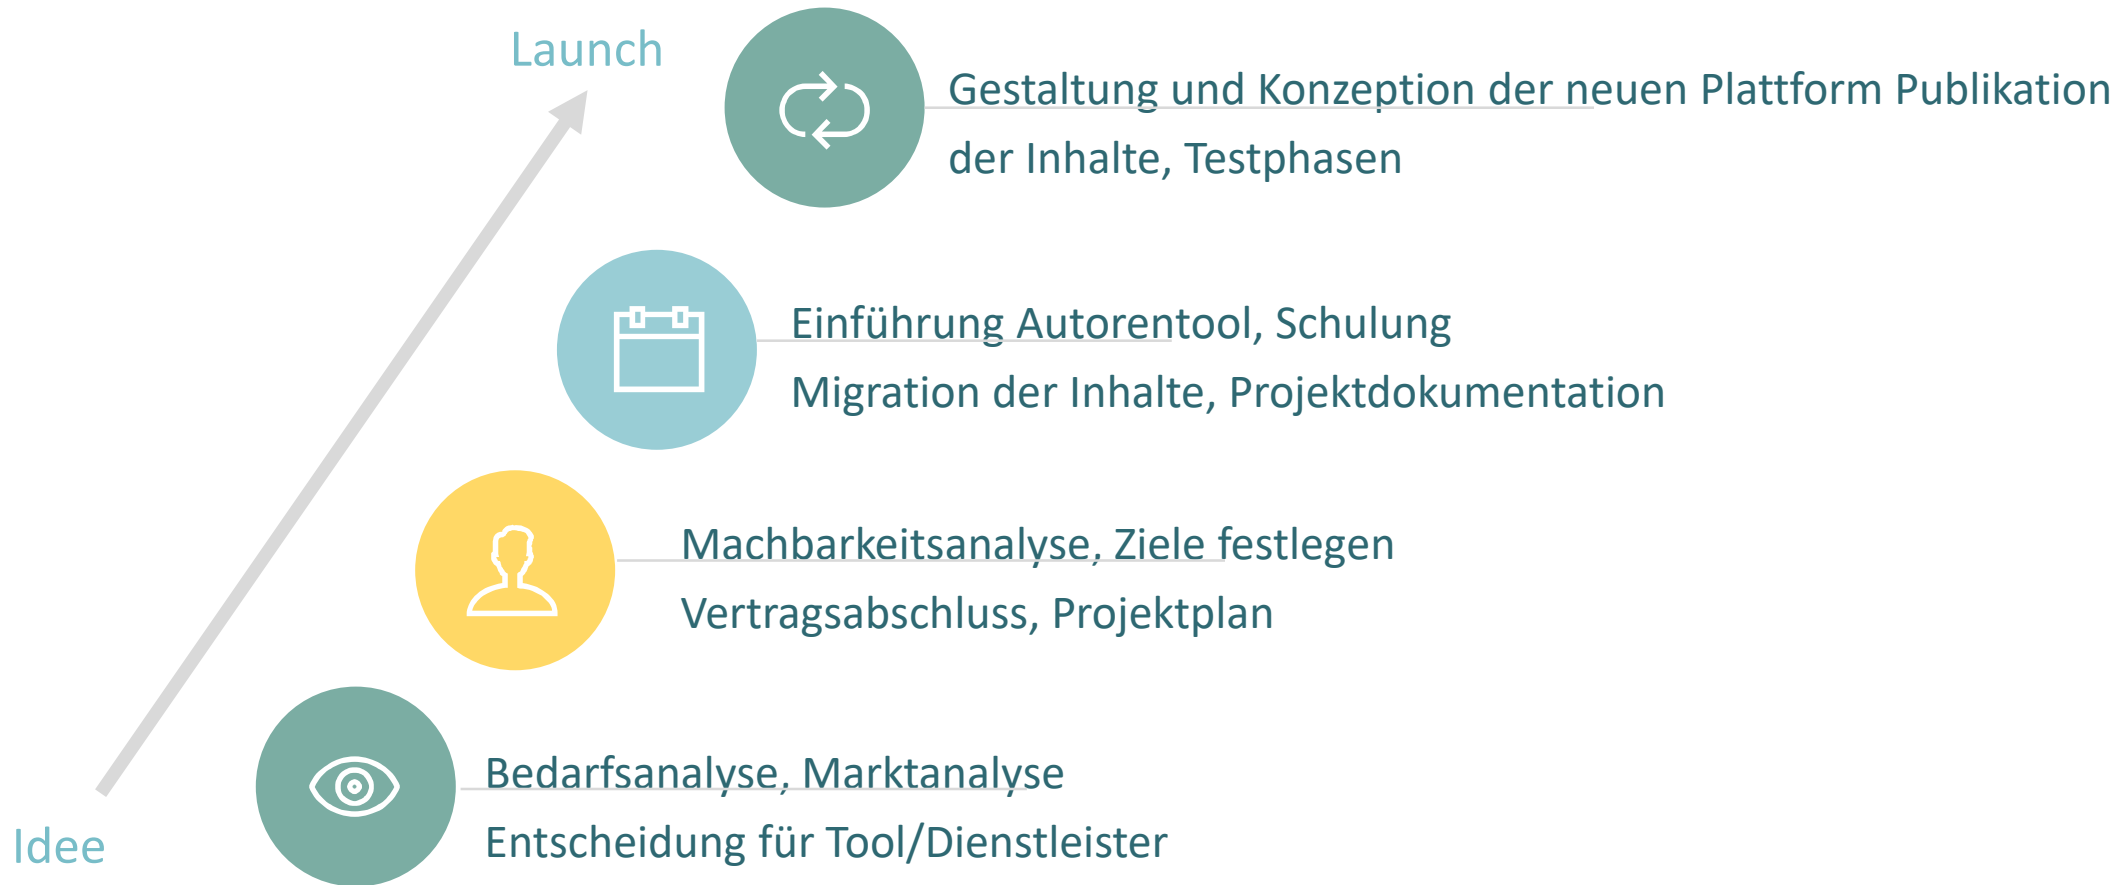 Launch
Gestaltung und Konzeption der neuen Plattform Publikation
der Inhalte, Testphasen
Einführung Autorentool, Schulung
Migration der Inhalte, Projektdokumentation
Machbarkeitsanalyse, Ziele festlegen
Vertragsabschluss, Projektplan
Bedarfsanalyse, Marktanalyse
Entscheidung für Tool/Dienstleister
Idee